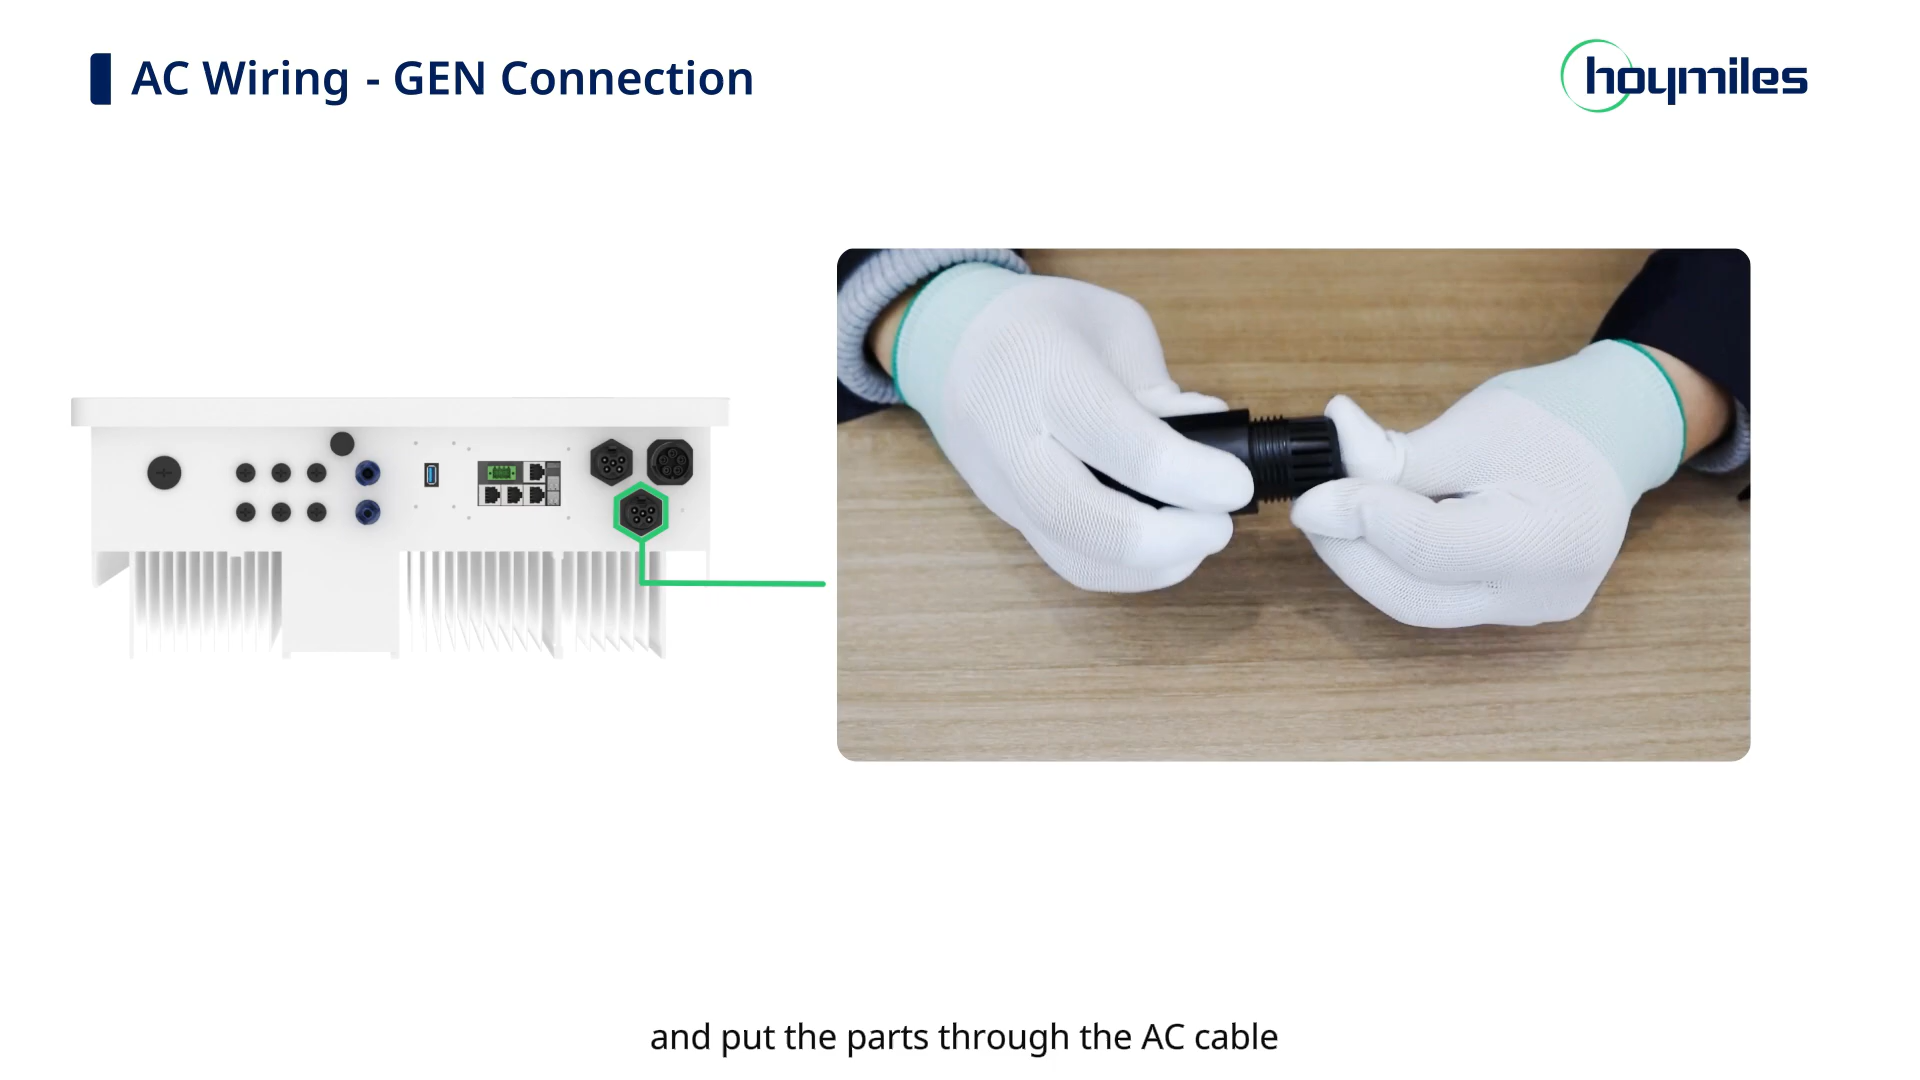 AC Wiring - GEN Connection
hoymiles
and put the parts through the AC cable